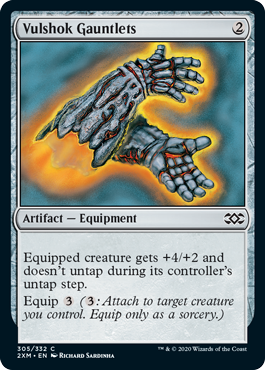 Vulshok Gauntlets 2
Artifact — Equipment
Equipped creature gets +4/+2 and
doesn't untap during its controller's
untap step.
Equip 3 (3: Attach to target creature
you control. Equip only as a sorcery.)
305/332 C
2XM • EN Richard Sardinha
™ & © 2020 Wizards of the Coast